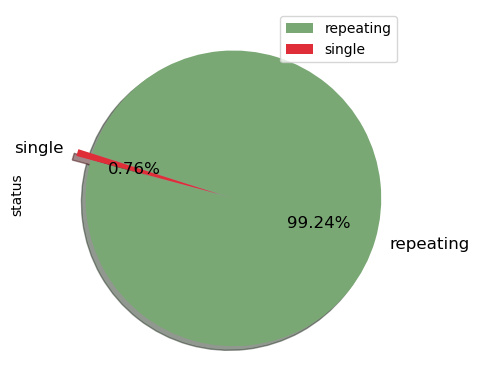 repeating
single
single
0.76%
status
99.24%
repeating